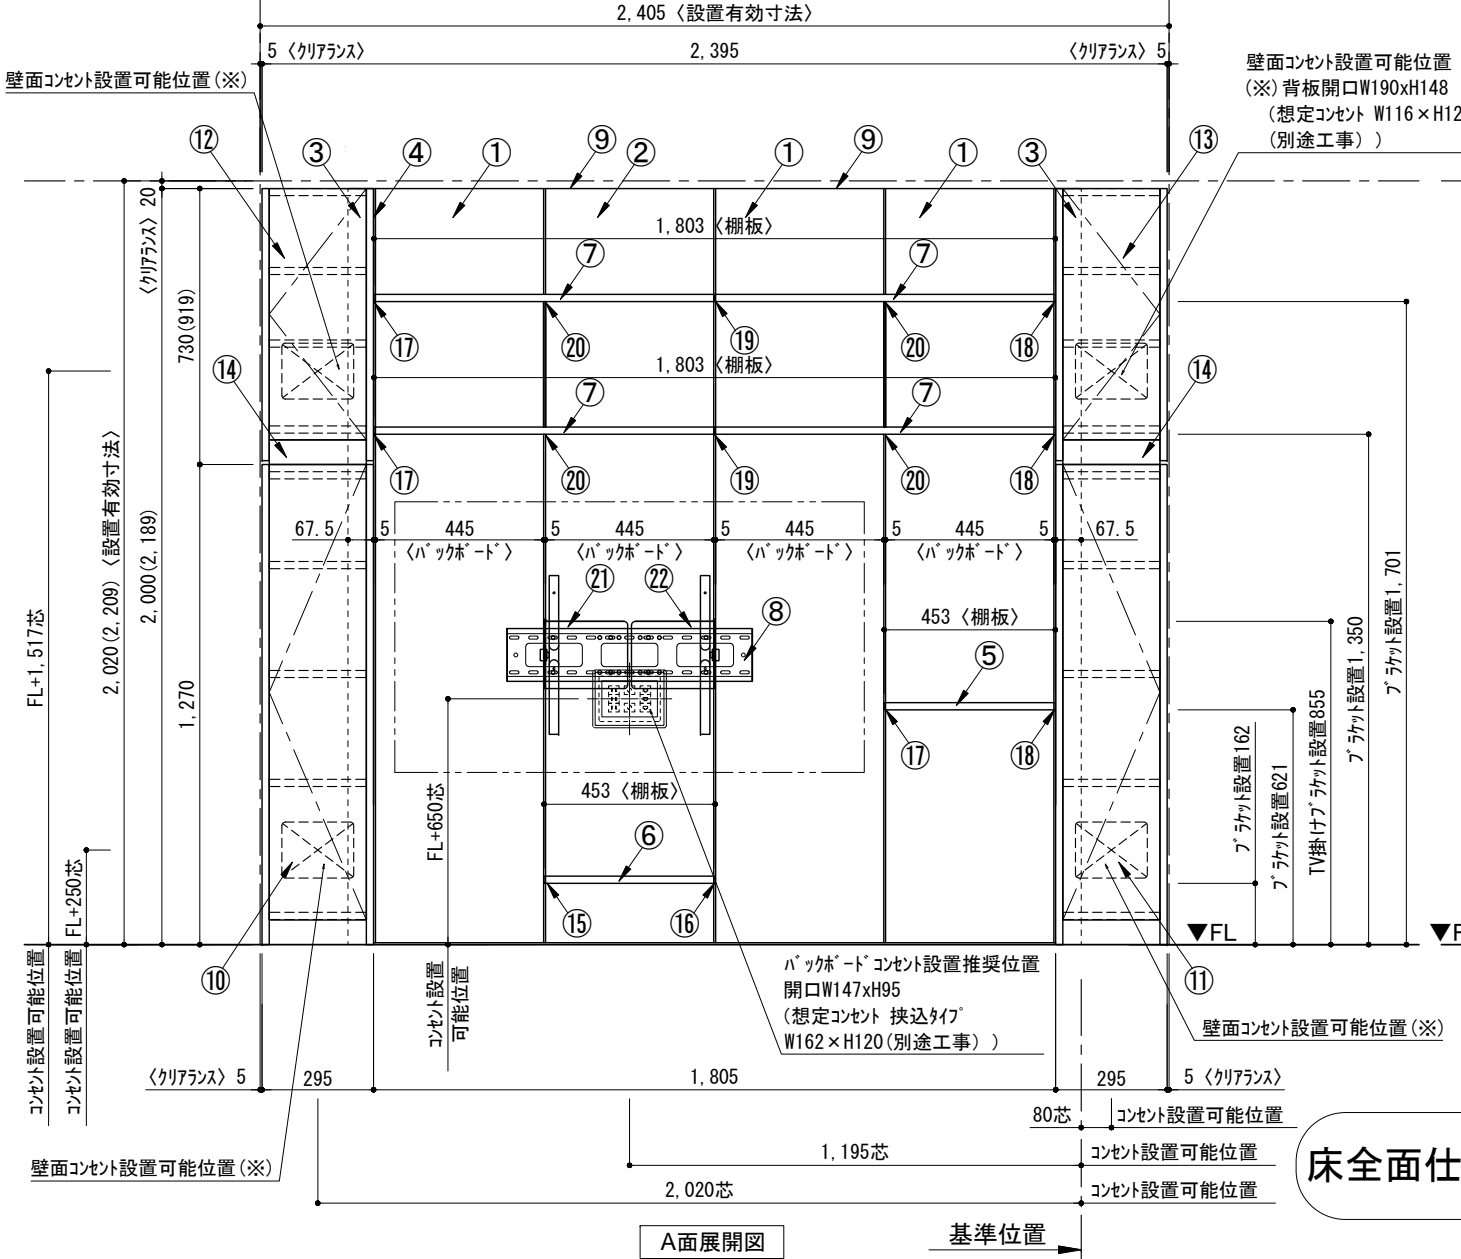 2,405〈設置有効寸法〉
5〈クリアランス〉
2,395
〈クリアランス〉5
壁面コンセント設置可能位置(※)
壁面コンセント設置可能位置
(※)背板開口W190xH148
(想定コンセント W116×H12
(別途工事))
⑫
③
④
①
⑨
②
①
⑨
①
③
⑬
〈クリアランス〉20
1,803〈棚板〉
⑦
⑦
730(919)
⑰
⑳
⑲
⑳
⑱
⑭
1,803〈棚板〉
⑭
⑦
⑦
⑰
⑳
⑲
⑳
⑱
2,020(2,209)〈設置有効寸法〉
2,000(2,189)
67.5
5
445
〈バックボード〉
5
445
〈バックボード〉
5
445
〈バックボード〉
5
445
〈バックボード〉
5
67.5
㉑
㉒
⑧
453〈棚板〉
⑤
FL+1,517芯
1,270
⑰
⑱
ブラケット設置1,701
ブラケット設置1,350
TV掛けブラケット設置855
ブラケット設置621
ブラケット設置162
453〈棚板〉
FL+650芯
⑥
FL+250芯
⑮
⑯
▼FL
▼F
⑩
⑪
コンセント設置可能位置
コンセント設置可能位置
コンセント設置
可能位置
バックボードコンセント設置推奨位置
開口W147xH95
(想定コンセント 挟込タイプ
W162×H120(別途工事))
壁面コンセント設置可能位置(※)
〈クリアランス〉5
295
1,805
295
5〈クリアランス〉
80芯
コンセント設置可能位置
壁面コンセント設置可能位置(※)
1,195芯
コンセント設置可能位置
2,020芯
コンセント設置可能位置
床全面仕
A面展開図
基準位置